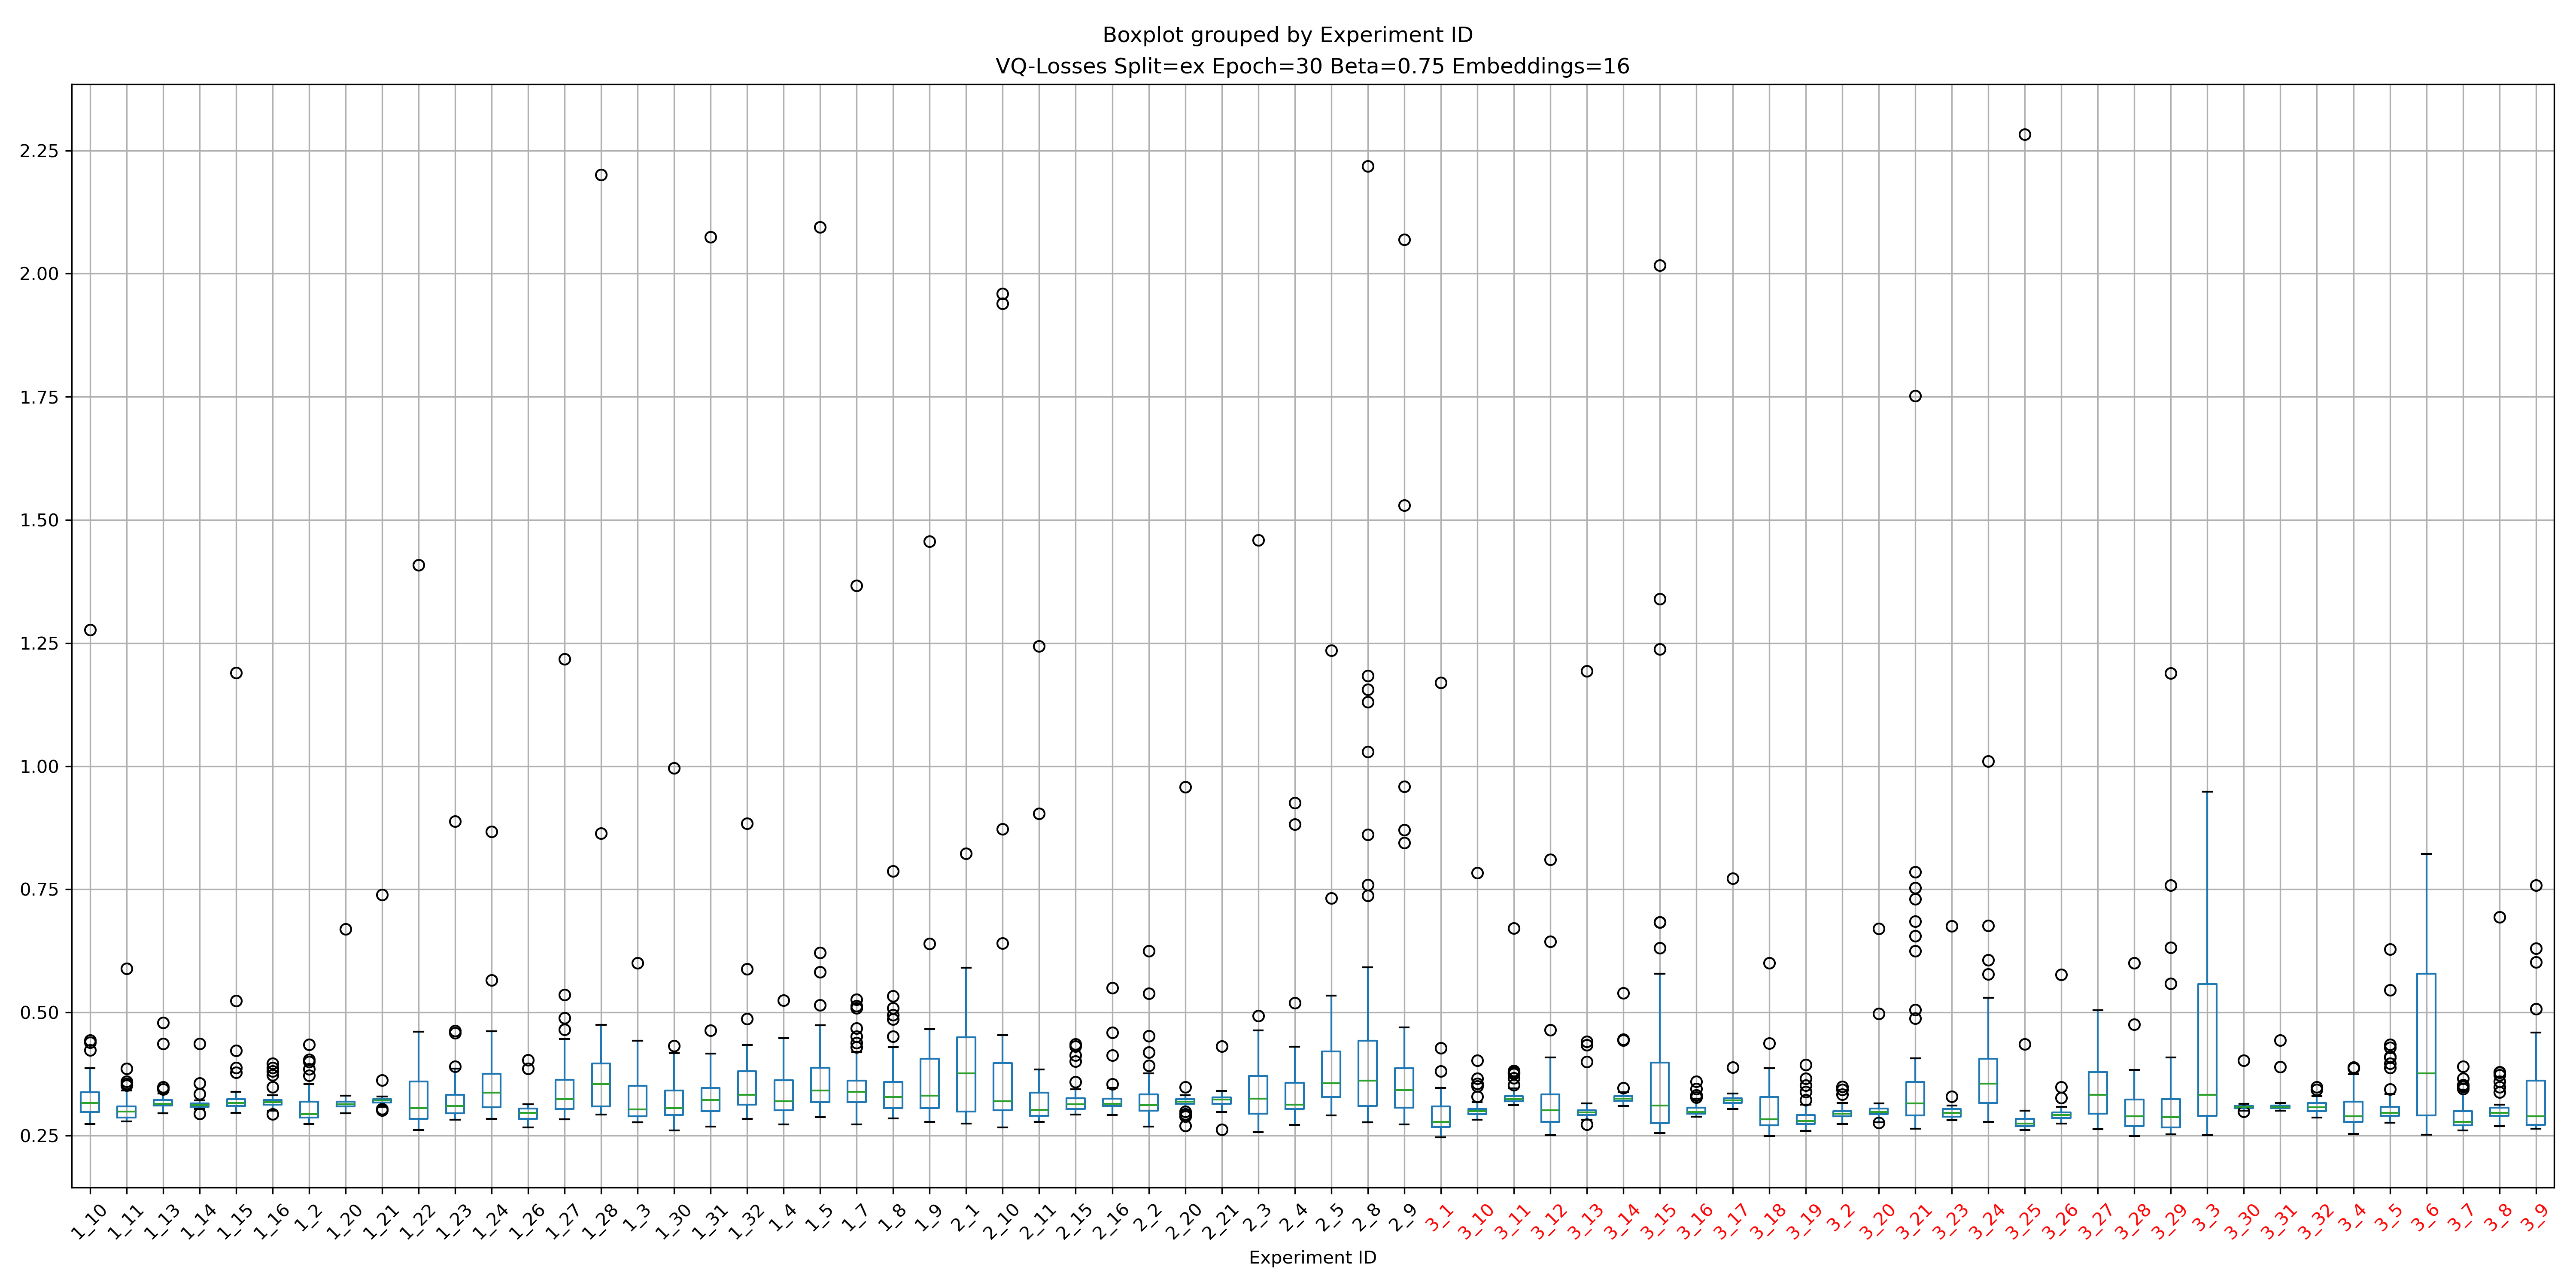 Boxplot grouped by Experiment ID
VQ-Losses Split=ex Epoch=30 Beta=0.75 Embeddings=16
2.25
2.00
1.75
1.50
1.25
1.00
0.75
0.50
0.25
1_10 1_11 1_13 1_14 1_15 1_16 1_2 1_20 1_21 1_22 1_23 1_24 1_26 1_27 1_28 1_3 1_30 1_31 1_32 1_4 1_5 1_7 1_8 1_9 2_1 2_10 2_11 2_15 2_16 2_2 2_20 2_21 2_3 2_4 2_5 2_8 2_9 3_1 3_10 3_11 3_12 3_13 3_14 3_15 3_16 3_17 3_18 3_19 3_2 3_20 3_21 3_23 3_24 3_25 3_26 3_27 3_28 3_29 3_3 3_30 3_31 3_32 3_4 3_5 3_6 3_7 3_8 3_9
Experiment ID